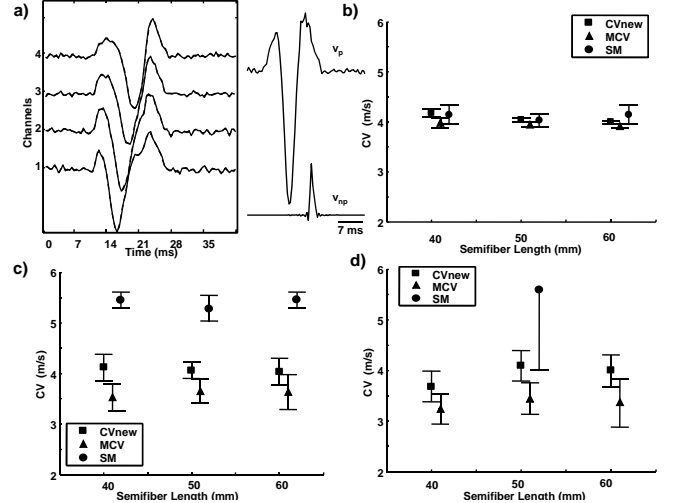 a)
4
3
2
1
Channels
0 7 14 21 28 35
Time (ms)
vp
vnp
7 ms
b)
CVnew
MCV
SM
6
5
4
3
2
CV (m/s)
40 50 60
Semifiber Length (mm)
c)
6
5
4
3
2
CV (m/s)
CVnew
MCV
SM
40 50 60
Semifiber Length (mm)
d)
CVnew
MCV
SM
6
5
4
3
2
CV (m/s)
40 50 60
Semifiber Length (mm)